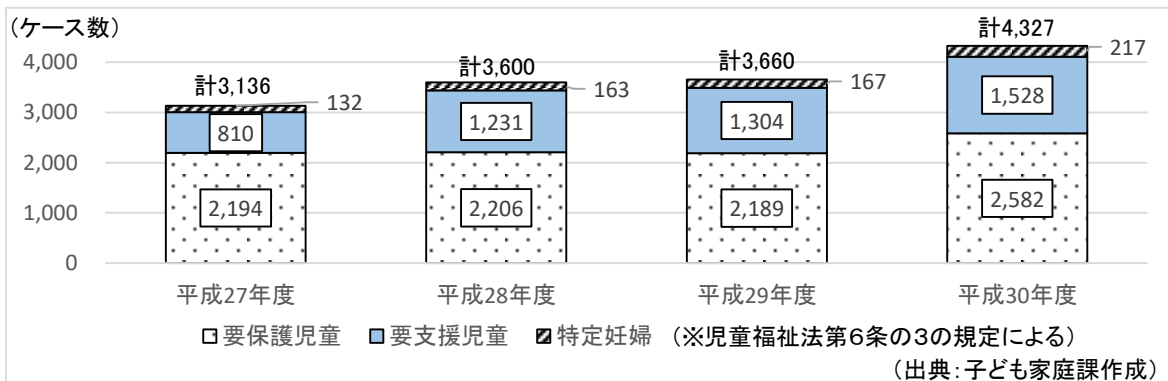 (ケース数)
計3,136
計3,600
計3,660
計4,327
4,000
3,000
2,000
1,000
0
132
163
167
217
810
1,231
1,304
1,528
2,194
2,206
2,189
2,582
平成27年度
平成28年度
平成29年度
平成30年度
要保護児童 要支援児童 特定妊婦 (※児童福祉法第6条の3の規定による)
(出典:子ども家庭課作成)